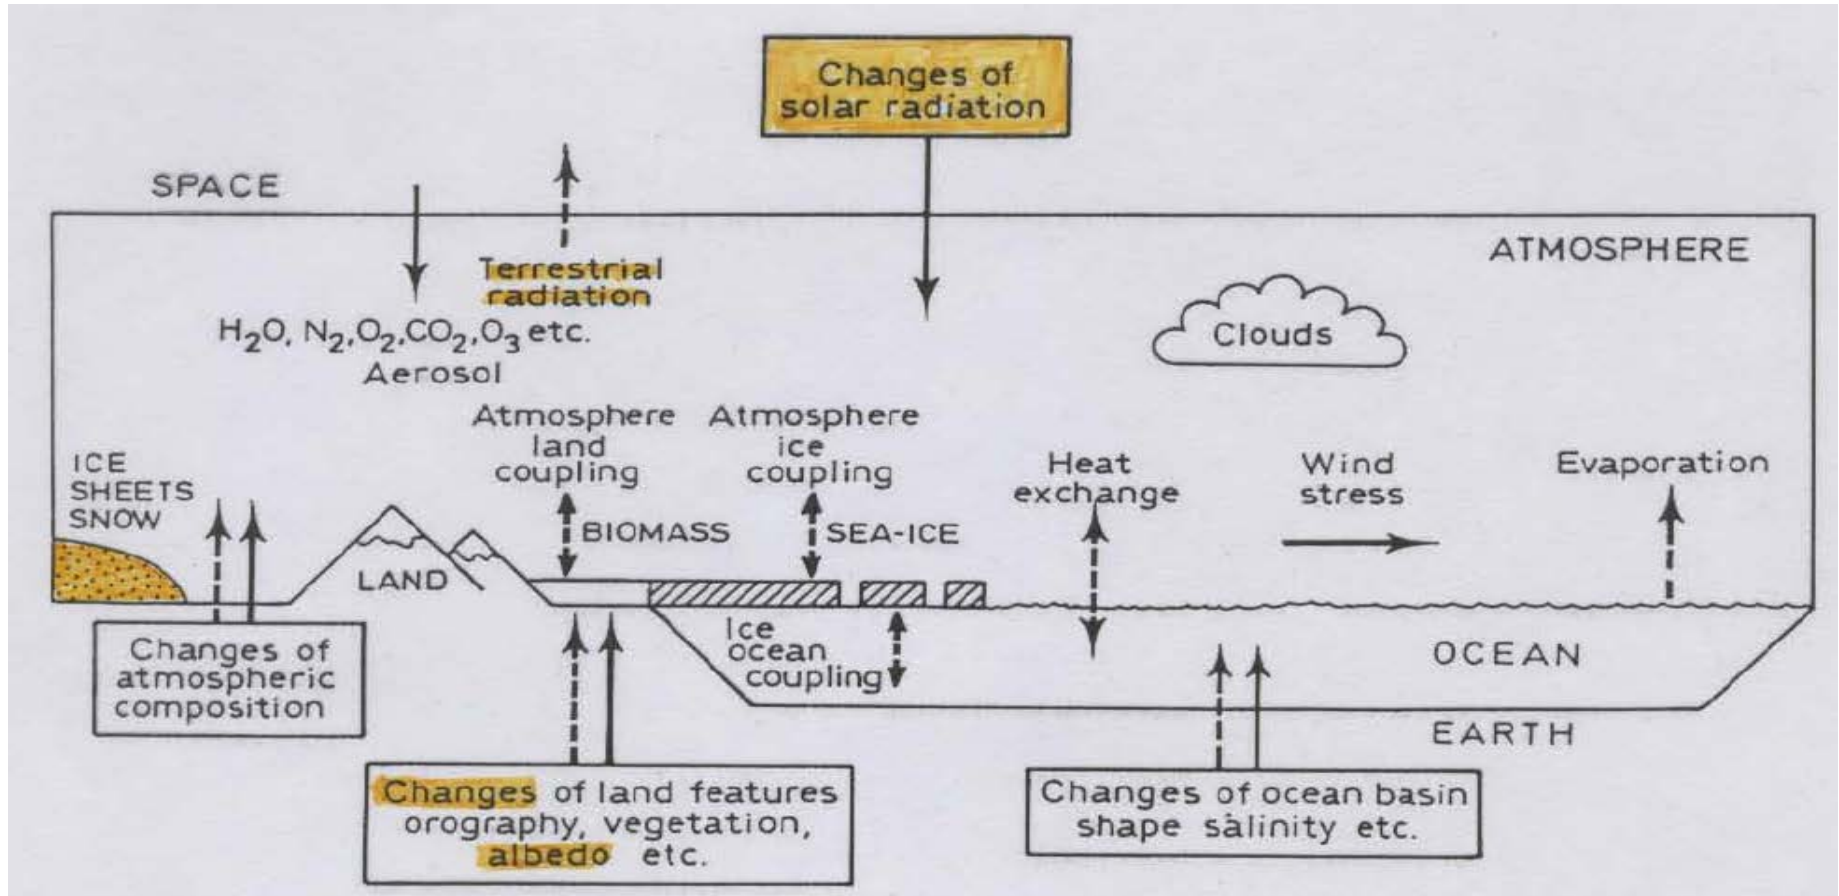 Changes of
solar radiation
SPACE
ATMOSPHERE
Terrestrial
radiation
H₂O, N₂,O₂,CO₂,O₃ etc.
Aerosol
Clouds
Atmosphere
land
coupling
Atmosphere
ice
coupling
ICE
SHEETS
SNOW
Heat
exchange
Wind
stress
Evaporation
BIOMASS
SEA-ICE
LAND
Changes of
atmospheric
composition
Ice
ocean
coupling
OCEAN
EARTH
Changes of land features
orography, vegetation,
albedo etc.
Changes of ocean basin
shape salinity etc.